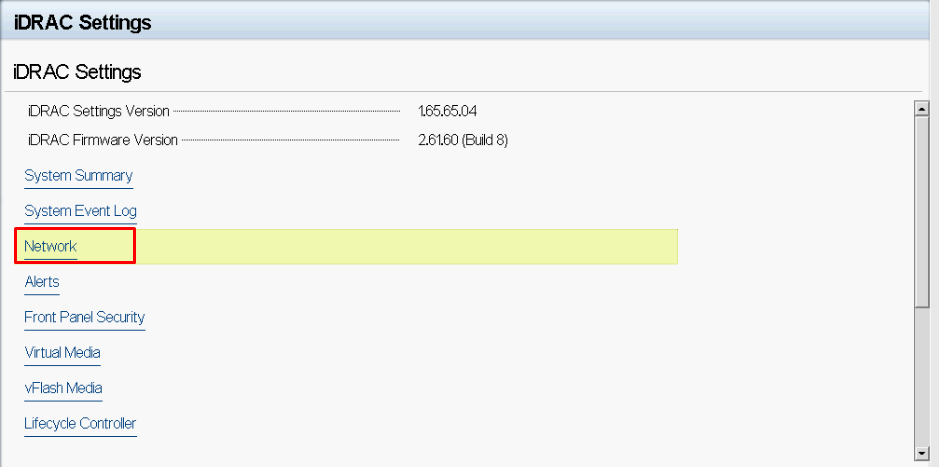 iDRAC Settings
iDRAC Settings
iDRAC Settings Version 1.65.65.04
iDRAC Firmware Version 2.61.60 (Build 8)
System Summary
System Event Log
Network
Alerts
Front Panel Security
Virtual Media
vFlash Media
Lifecycle Controller